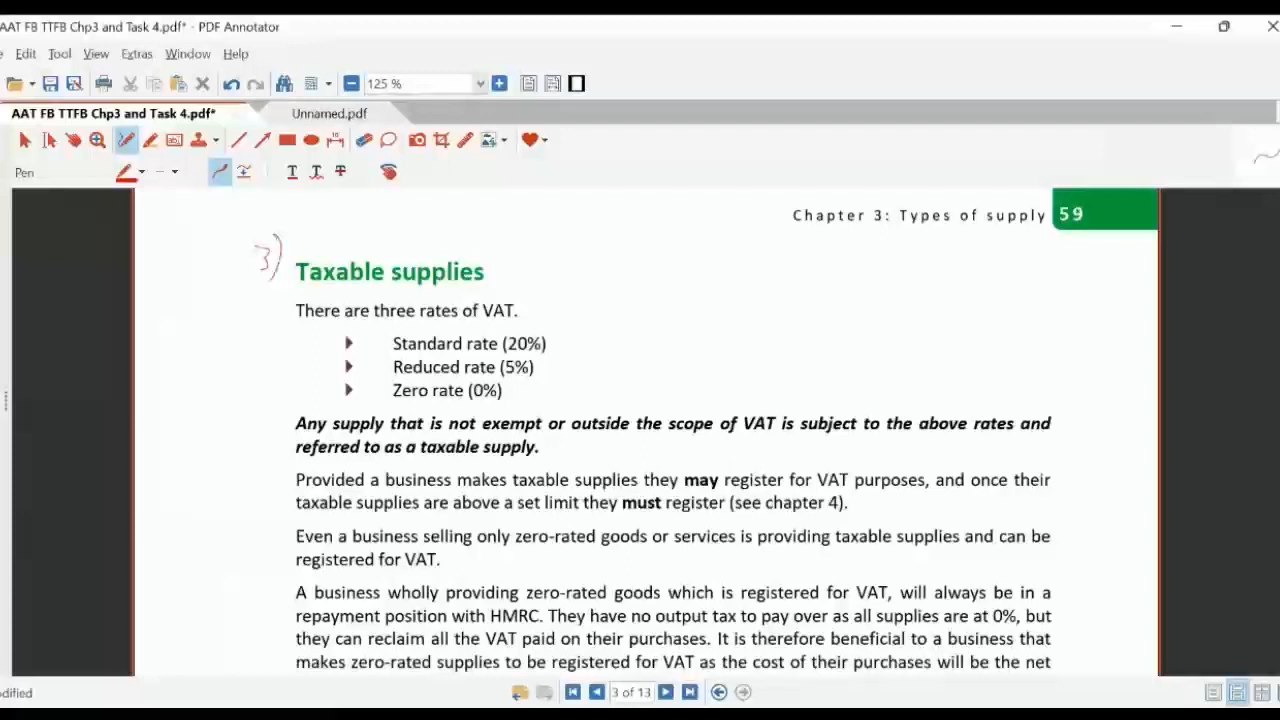 AAT FB TTFB Chp3 and Task 4.pdf* - PDF Annotator
Edit Tool View Extras Window Help
125 %
AAT FB TTFB Chp3 and Task 4.pdf* Unnamed.pdf
Pen
Chapter 3: Types of supply 59
3)
Taxable supplies
There are three rates of VAT.
Standard rate (20%)
Reduced rate (5%)
Zero rate (0%)
Any supply that is not exempt or outside the scope of VAT is subject to the above rates and
referred to as a taxable supply.
Provided a business makes taxable supplies they may register for VAT purposes, and once their
taxable supplies are above a set limit they must register (see chapter 4).
Even a business selling only zero-rated goods or services is providing taxable supplies and can be
registered for VAT.
A business wholly providing zero-rated goods which is registered for VAT, will always be in a
repayment position with HMRC. They have no output tax to pay over as all supplies are at 0%, but
they can reclaim all the VAT paid on their purchases. It is therefore beneficial to a business that
makes zero-rated supplies to be registered for VAT as the cost of their purchases will be the net
odified 3 of 13